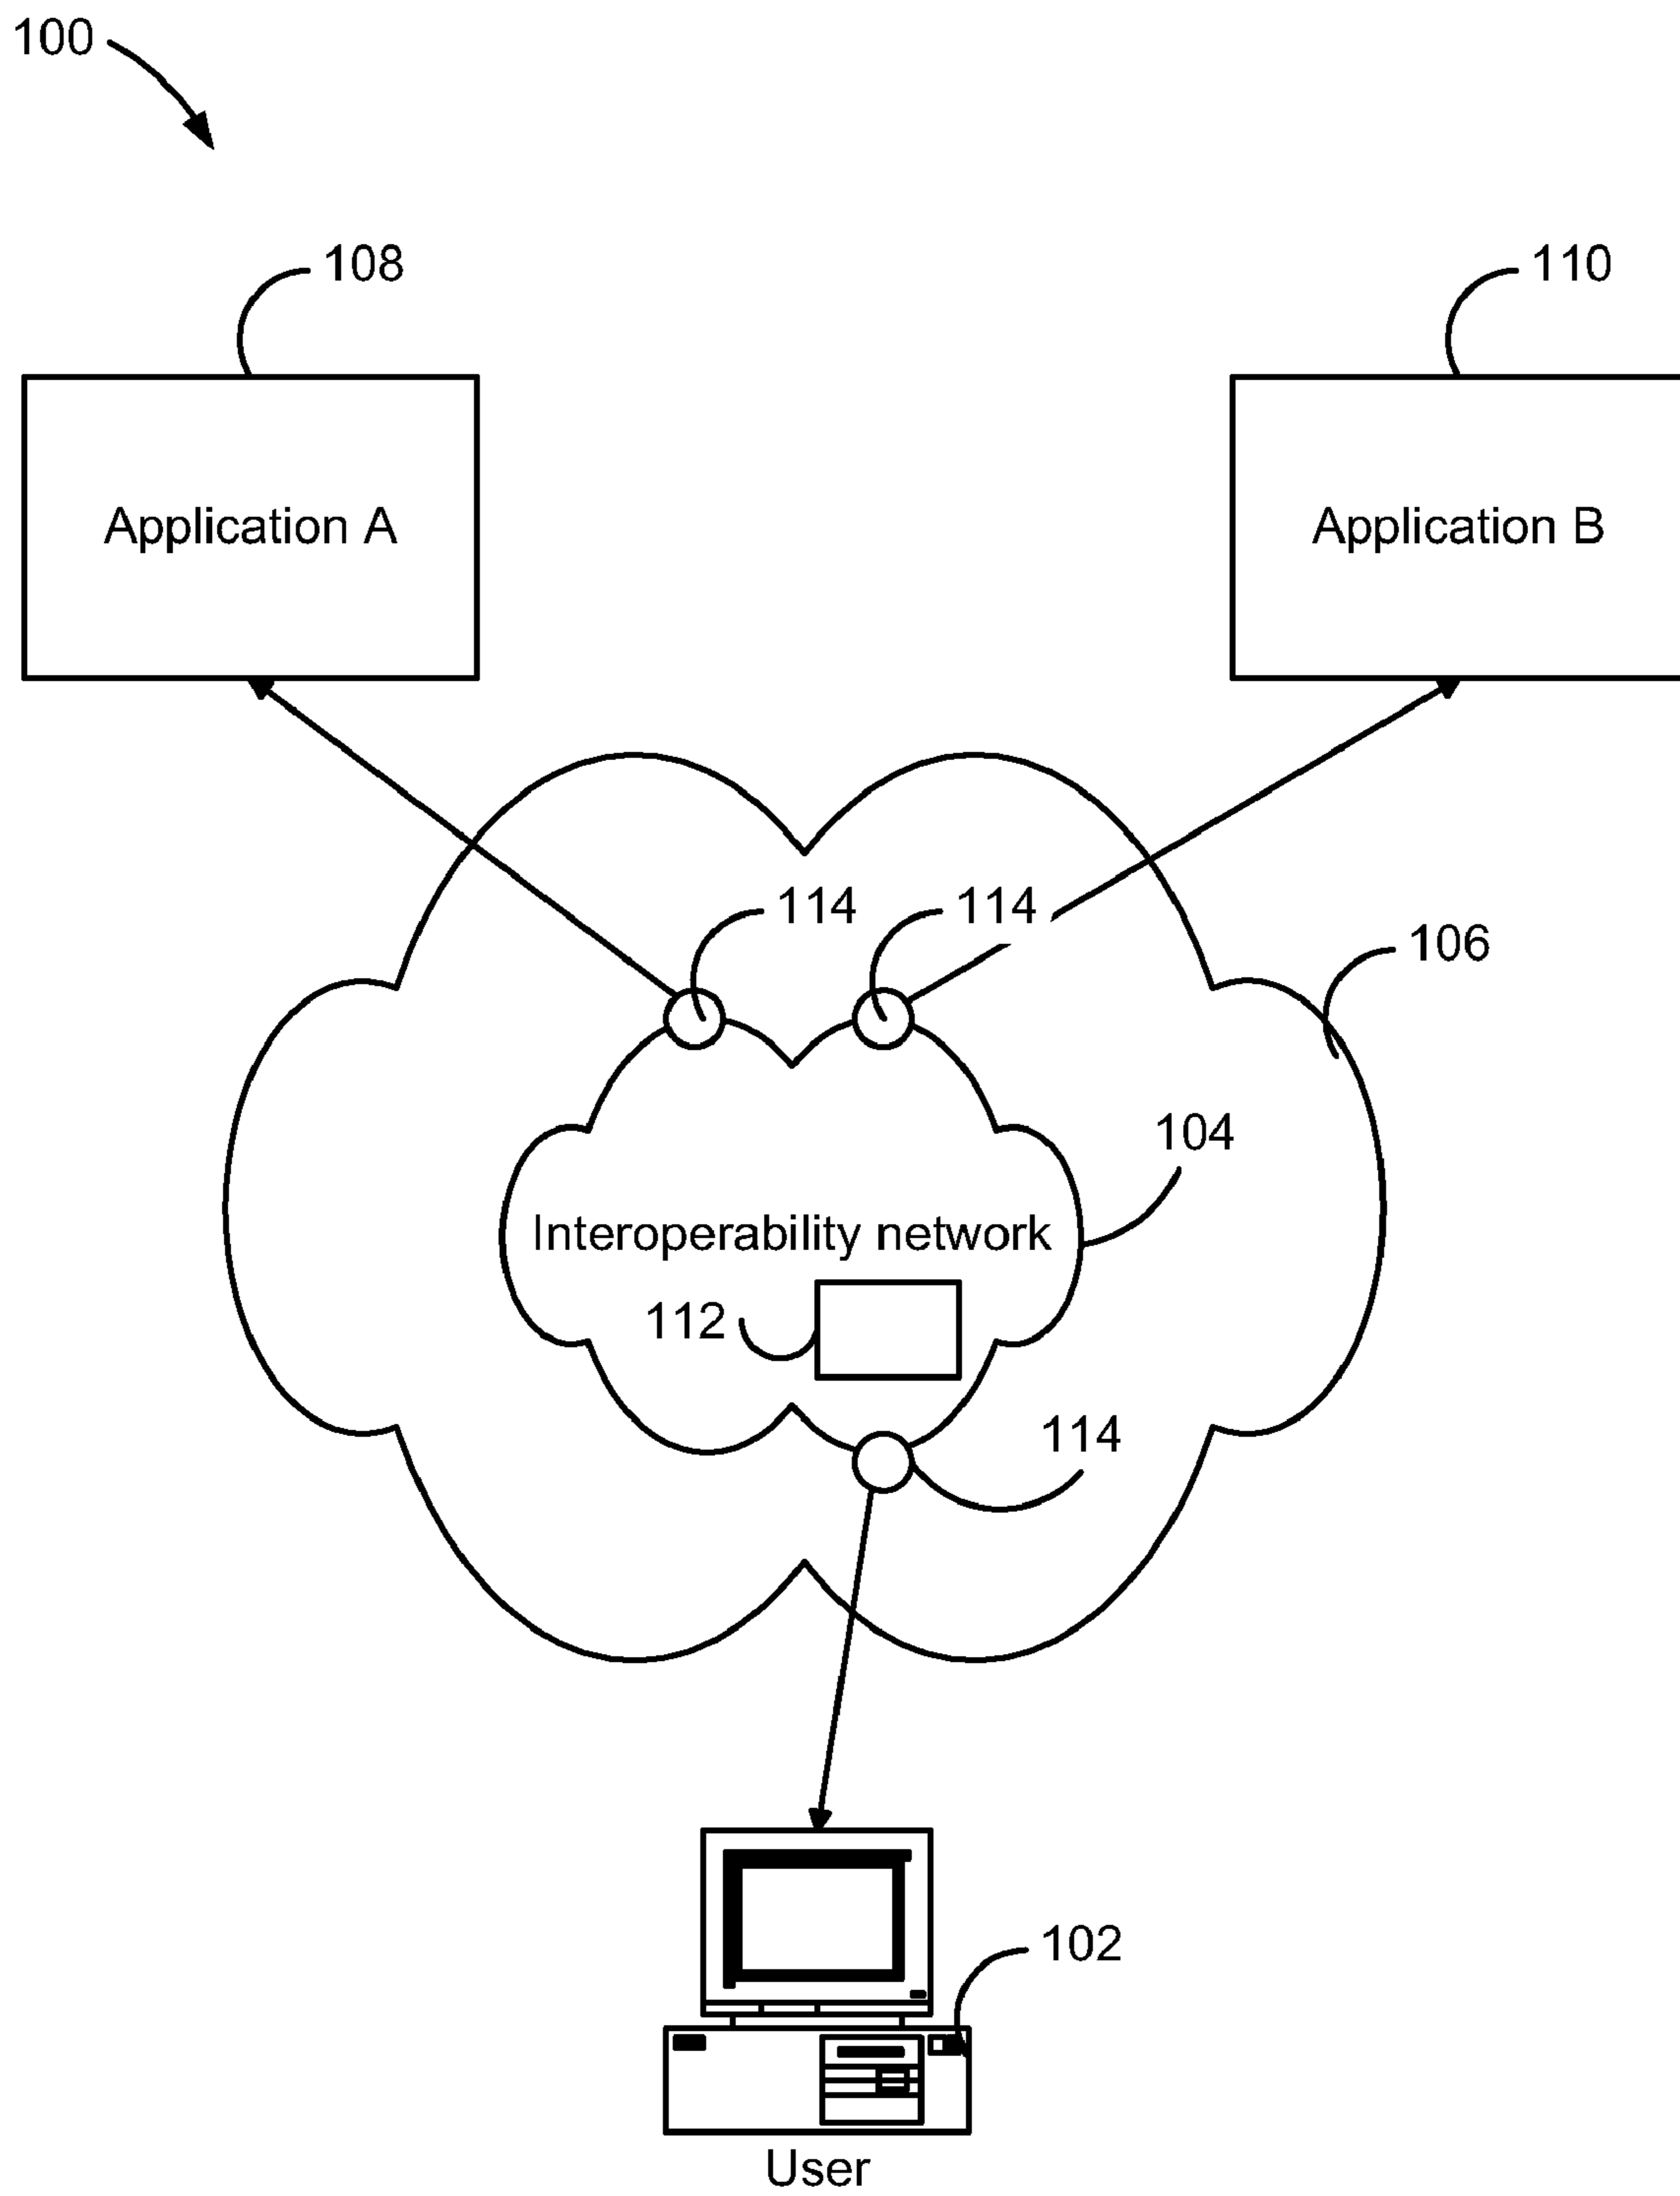 100
108
110
Application A
Application B
114
114
106
104
Interoperability network
112
114
102
User